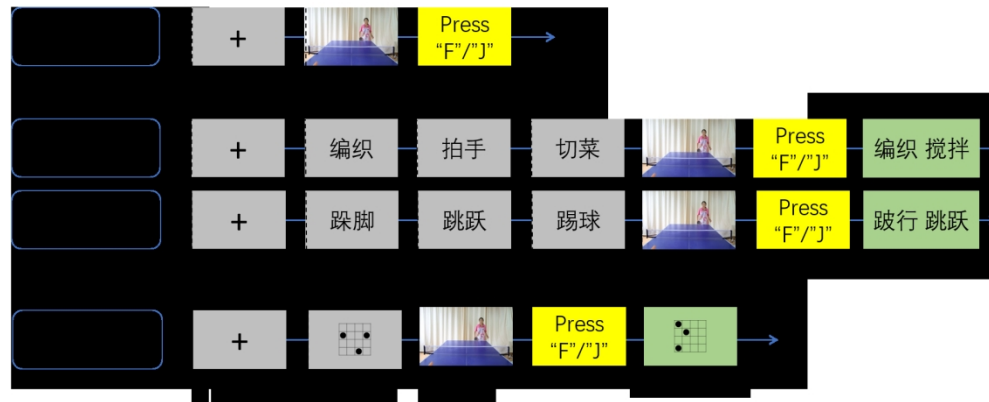 +
Press
“F”/”J”
+
编织
拍手
切菜
Press
“F”/”J”
编织 搅拌
+
跺脚
跳跃
踢球
Press
“F”/”J”
跛行 跳跃
+
Press
“F”/”J”